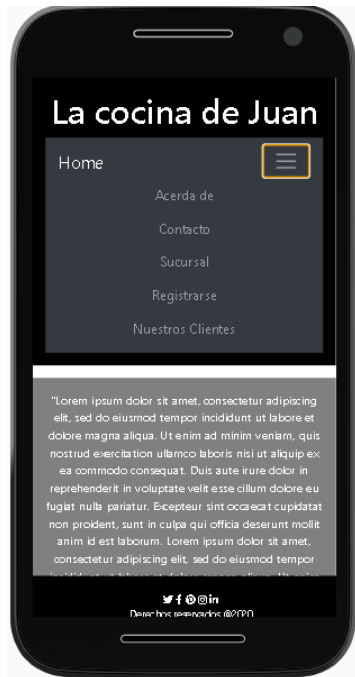 La cocina de Juan
Home
Acerda de
Contacto
Sucursal
Registrarse
Nuestros Clientes
"Lorem ipsum dolor sit amet, consectetur adipiscing
elit, sed do eiusmod tempor incididunt ut labore et
dolore magna aliqua. Ut enim ad minim veniam, quis
nostrud exercitation ullamco laboris nisi ut aliquip ex
ea commodo consequat. Duis aute irure dolor in
reprehenderit in voluptate velit esse cillum dolore eu
fugiat nulla pariatur. Excepteur sint occaecat cupidatat
non proident, sunt in culpa qui officia deserunt mollit
anim id est laborum. Lorem ipsum dolor sit amet,
consectetur adipiscing elit, sed do eiusmod tempor
Derechos reservados @2020